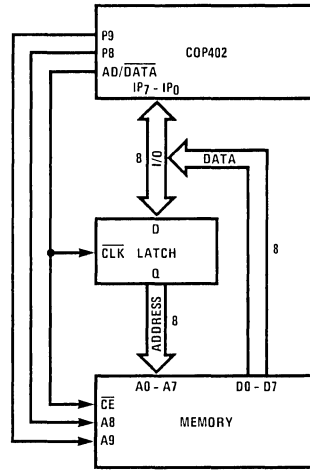 P9
COP402
P8
AD/DATA
IP7 - IP0
8
I/O
DATA
8
D
CLK LATCH
Q
ADDRESS
8
A0 - A7
D0 - D7
CE
A8
MEMORY
A9